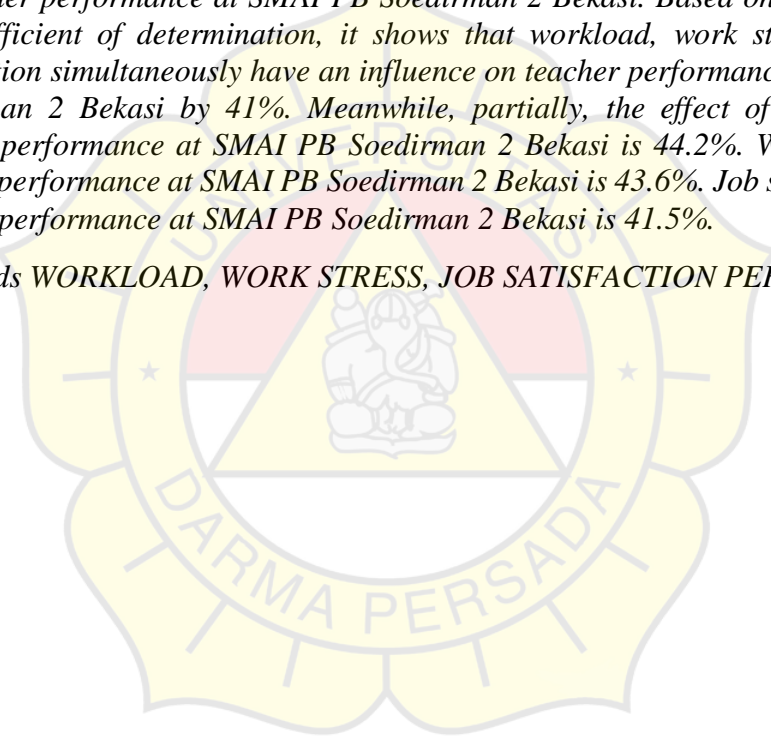 her performance at SMAI PB Soedirman 2 Bekasi. Based on
fficient of determination, it shows that workload, work st
tion simultaneously have an influence on teacher performanc
an 2 Bekasi by 41%. Meanwhile, partially, the effect of
performance at SMAI PB Soedirman 2 Bekasi is 44.2%. W
performance at SMAI PB Soedirman 2 Bekasi is 43.6%. Job s
performance at SMAI PB Soedirman 2 Bekasi is 41.5%.
ds WORKLOAD, WORK STRESS, JOB SATISFACTION PE
UNIVERSITAS
DARMA PERSADA